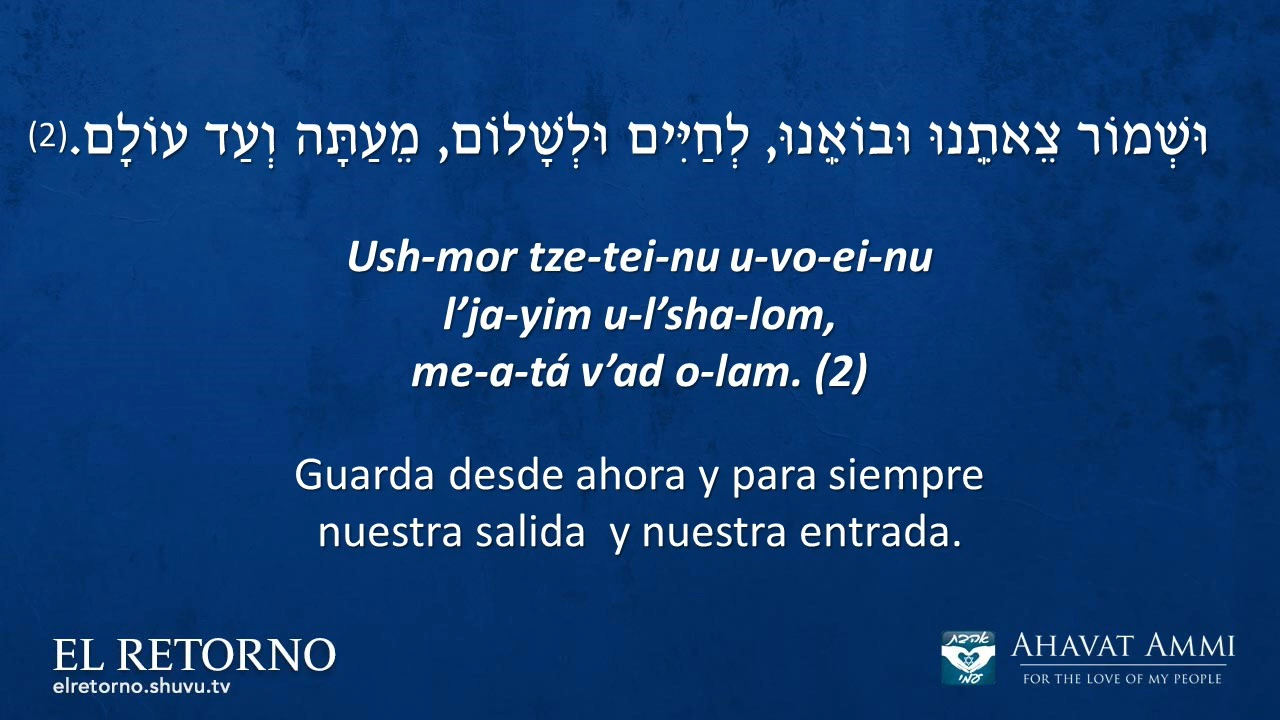 וּשְׁמוֹר צֵאתֵֽנוּ וּבוֹאֵֽנוּ, לְחַיִּים וּלְשָׁלוֹם, מֵעַתָּה וְעַד עוֹלָם.(2)
Ush-mor tze-tei-nu u-vo-ei-nu
l’ja-yim u-l’sha-lom,
me-a-tá v’ad o-lam. (2)
Guarda desde ahora y para siempre
nuestra salida  y nuestra entrada.
EL RETORNO
elretorno.shuvu.tv
אהבת
עמי
AHAVAT AMMI
FOR THE LOVE OF MY PEOPLE